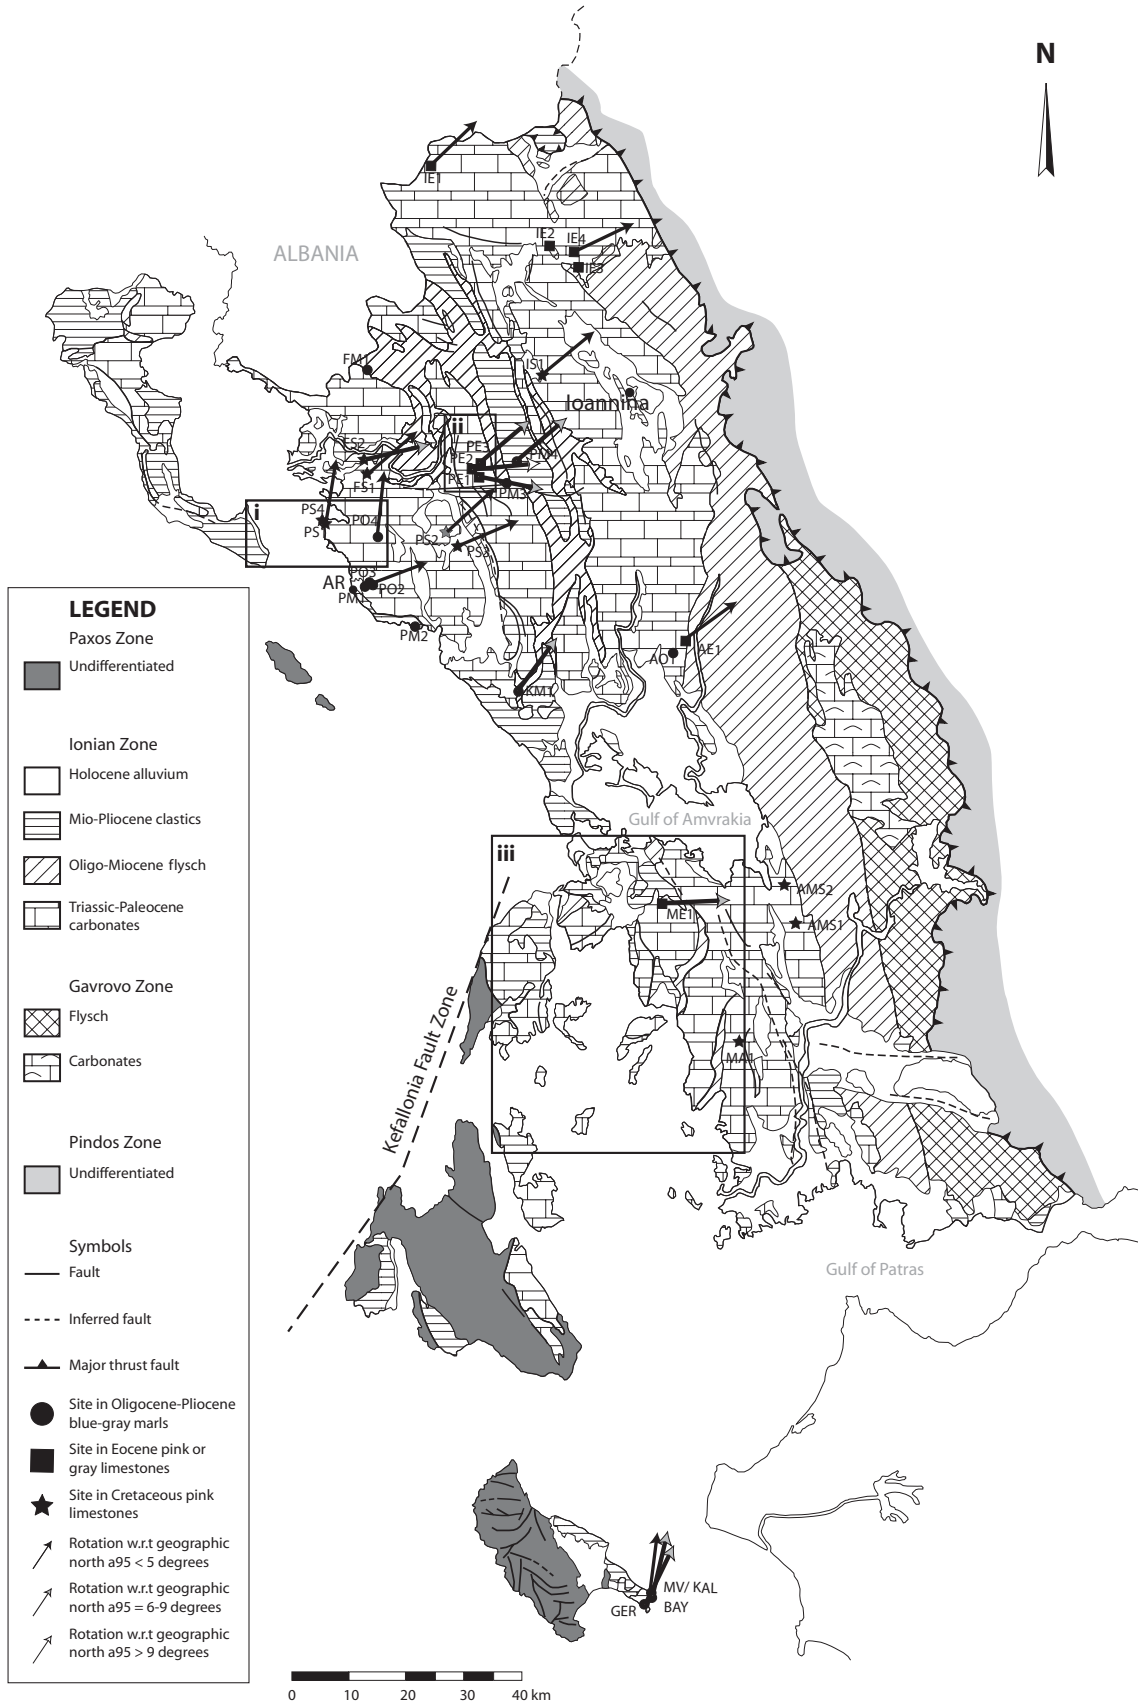 N
ALBANIA
IE1
IE2
IE4
IE3
FM1
IS1
Ioannina
ii
FS2
PE3
PE2
PM4
PE1
FS1
PM3
i
PS4
PO4
PS1
PS2
PS3
PO3
AR
PO2
PM1
PM2
AO1
AE1
KM1
LEGEND
Paxos Zone
Undifferentiated
Ionian Zone
Holocene alluvium
Mio-Pliocene clastics
Oligo-Miocene flysch
Triassic-Paleocene
carbonates
Gavrovo Zone
Flysch
Carbonates
Pindos Zone
Undifferentiated
Symbols
Fault
Inferred fault
Major thrust fault
Site in Oligocene-Pliocene
blue-gray marls
Site in Eocene pink or
gray limestones
Site in Cretaceous pink
limestones
Rotation w.r.t geographic
north a95 < 5 degrees
Rotation w.r.t geographic
north a95 = 6-9 degrees
Rotation w.r.t geographic
north a95 > 9 degrees
Gulf of Amvrakia
iii
AMS2
ME1
AMS1
MA1
Kefallonia Fault Zone
Gulf of Patras
MV/ KAL
GER
BAY
0 10 20 30 40 km